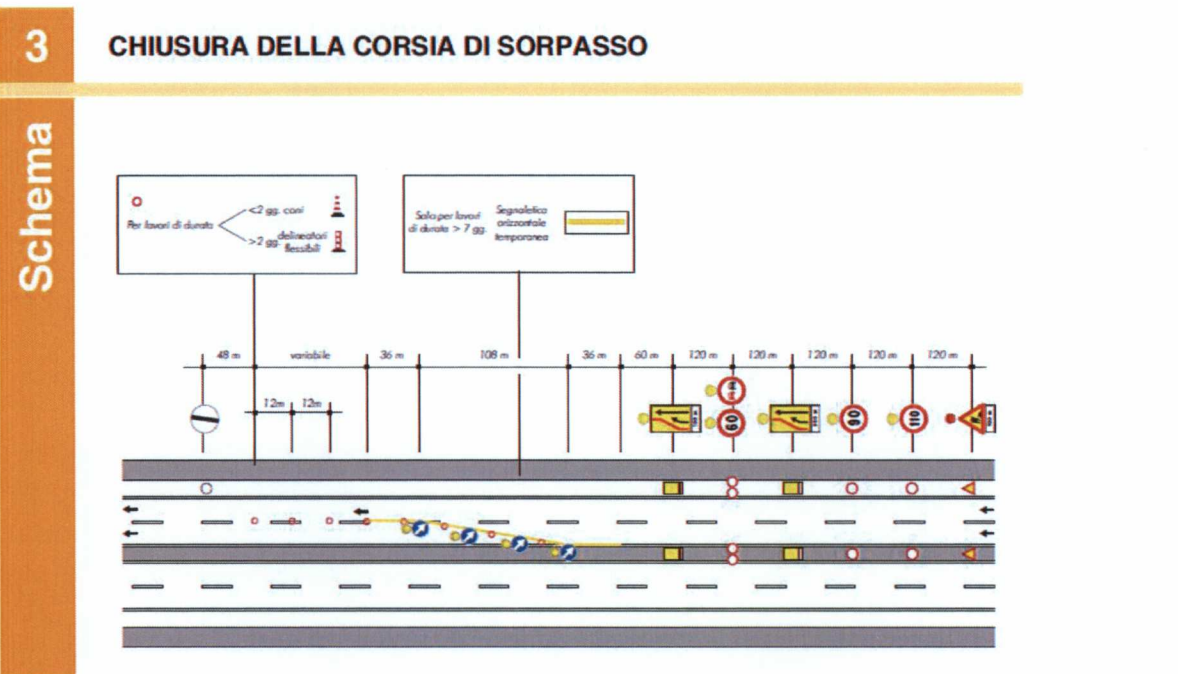 3
CHIUSURA DELLA CORSIA DI SORPASSO
Schema
Per lavori di durata
<2 gg. coni
>2 gg. delineatori
flessibili
Solo per lavori
di durata > 7 gg.
Segnaletica
orizzontale
temporanea
48 m variabile 36 m 108 m 36 m 60 m 120 m 120 m 120 m 120 m 120 m
12m 12m
60 90 110